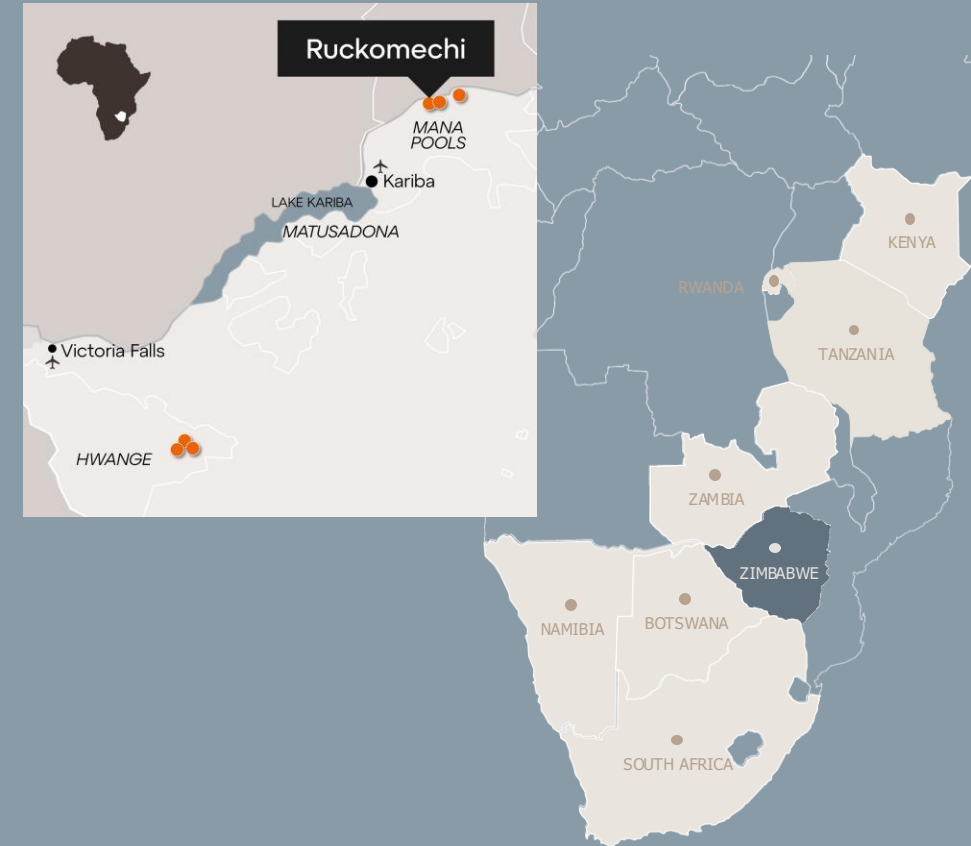 Ruckomechi
MANA
POOLS
Kariba
LAKE KARIBA
MATUSADONA
Victoria Falls
HWANGE
KENYA
RWANDA
TANZANIA
ZAMBIA
ZIMBABWE
NAMIBIA
BOTSWANA
SOUTH AFRICA